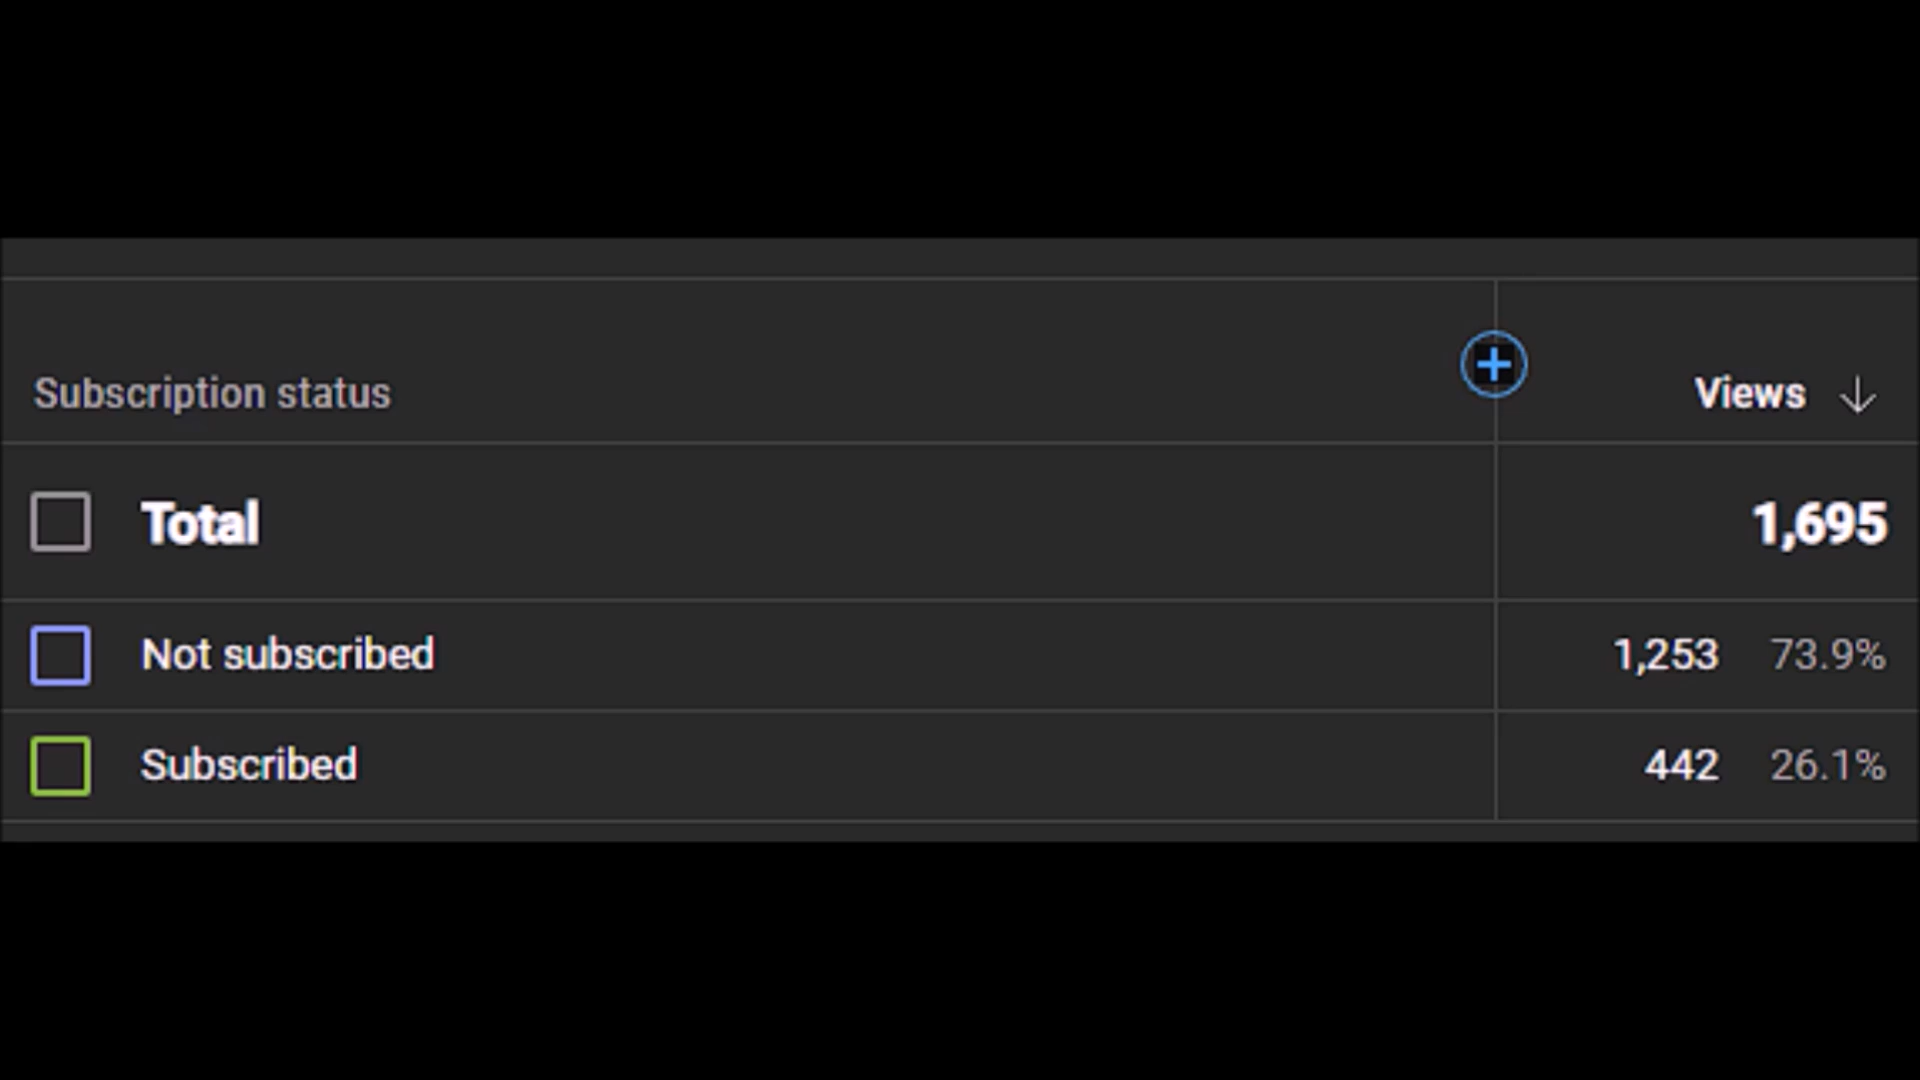 Subscription status Views
Total 1,695
Not subscribed 1,253 73.9%
Subscribed 442 26.1%